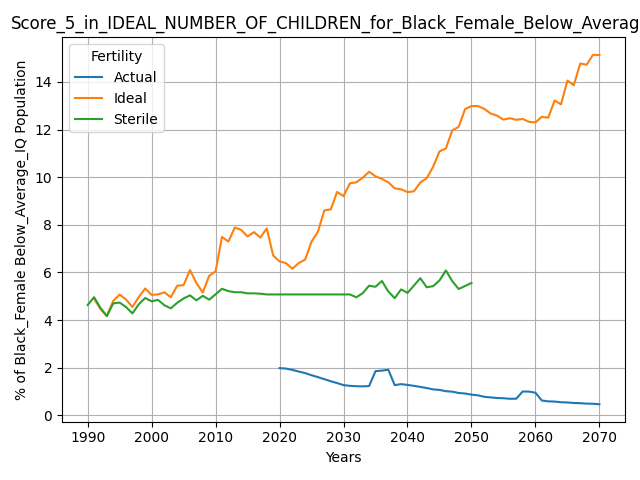 Score_5_in_IDEAL_NUMBER_OF_CHILDREN_for_Black_Female_Below_Averag
% of Black_Female Below_Average_IQ Population
Fertility
Actual
Ideal
Sterile
14
12
10
8
6
4
2
0
1990 2000 2010 2020 2030 2040 2050 2060 2070
Years